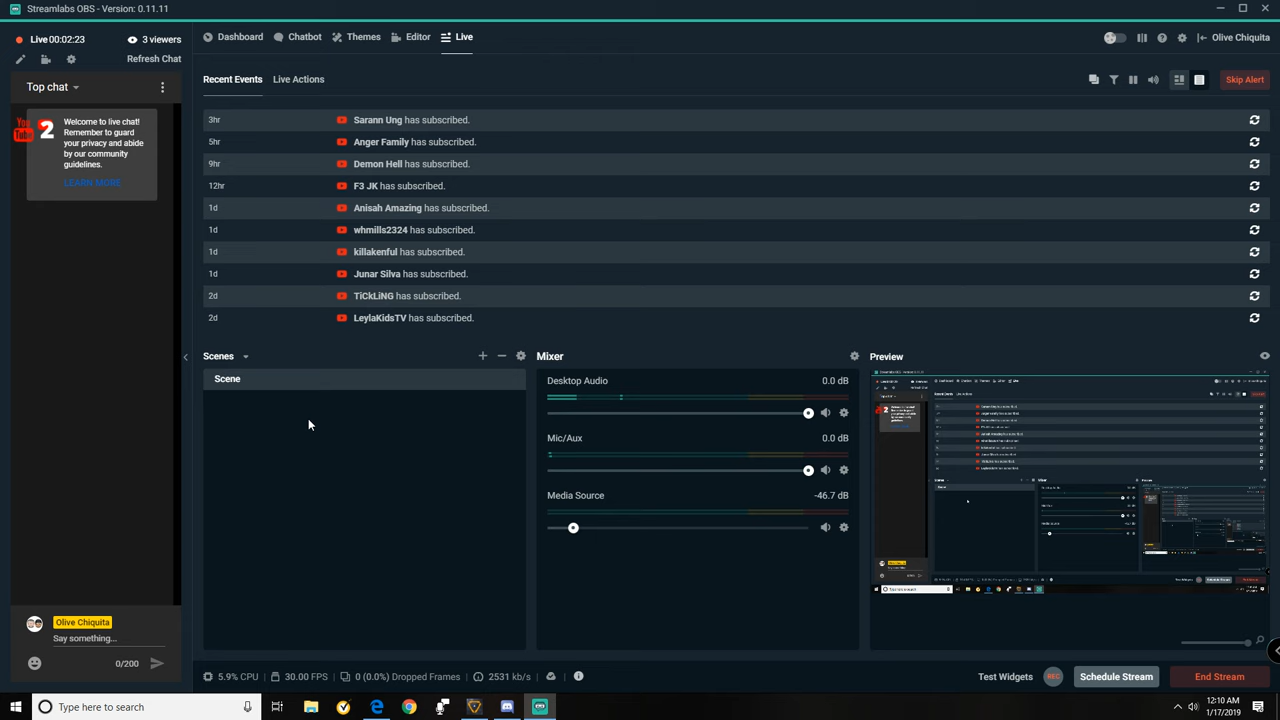 Streamlabs OBS - Version: 0.11.11
Live 00:02:23
3 viewers
Refresh Chat
Dashboard
Chatbot
Themes
Editor
Live
Olive Chiquita
Top chat
You Tube
2
Welcome to live chat!
Remember to guard
your privacy and abide
by our community
guidelines.
LEARN MORE
Recent Events
Live Actions
Skip Alert
3hr Sarann Ung has subscribed.
5hr Anger Family has subscribed.
9hr Demon Hell has subscribed.
12hr F3 JK has subscribed.
1d Anisah Amazing has subscribed.
1d whmills2324 has subscribed.
1d killakenful has subscribed.
1d Junar Silva has subscribed.
2d TiCkLiNG has subscribed.
2d LeylaKidsTV has subscribed.
Scenes
Scene
Mixer
Desktop Audio 0.0 dB
Mic/Aux 0.0 dB
Media Source -46.7 dB
Preview
Olive Chiquita
Say something...
0/200
5.9% CPU
30.00 FPS
0 (0.0%) Dropped Frames
2531 kb/s
Test Widgets
REC
Schedule Stream
End Stream
Type here to search
12:10 AM
1/17/2019